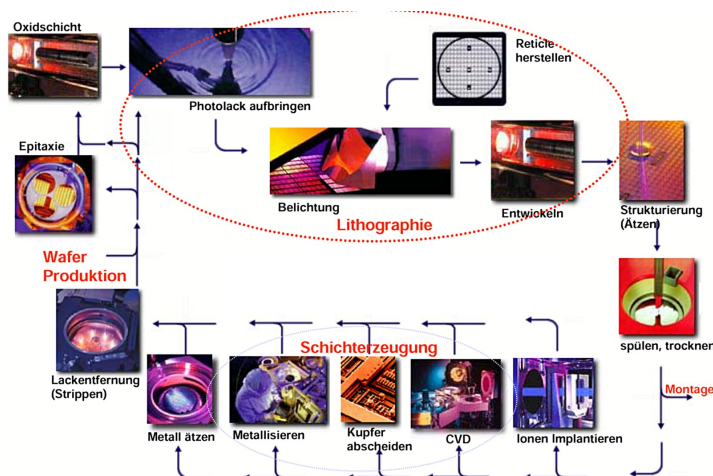 Oxidschicht
Photolack aufbringen
Reticle
herstellen
Epitaxie
Belichtung
Entwickeln
Strukturierung
(Ätzen)
Lithographie
Wafer
Produktion
Lackentfernung
(Strippen)
Schichterzeugung
spülen, trocknen
Montage
Metall ätzen
Metallisieren
Kupfer
abscheiden
CVD
Ionen Implantieren